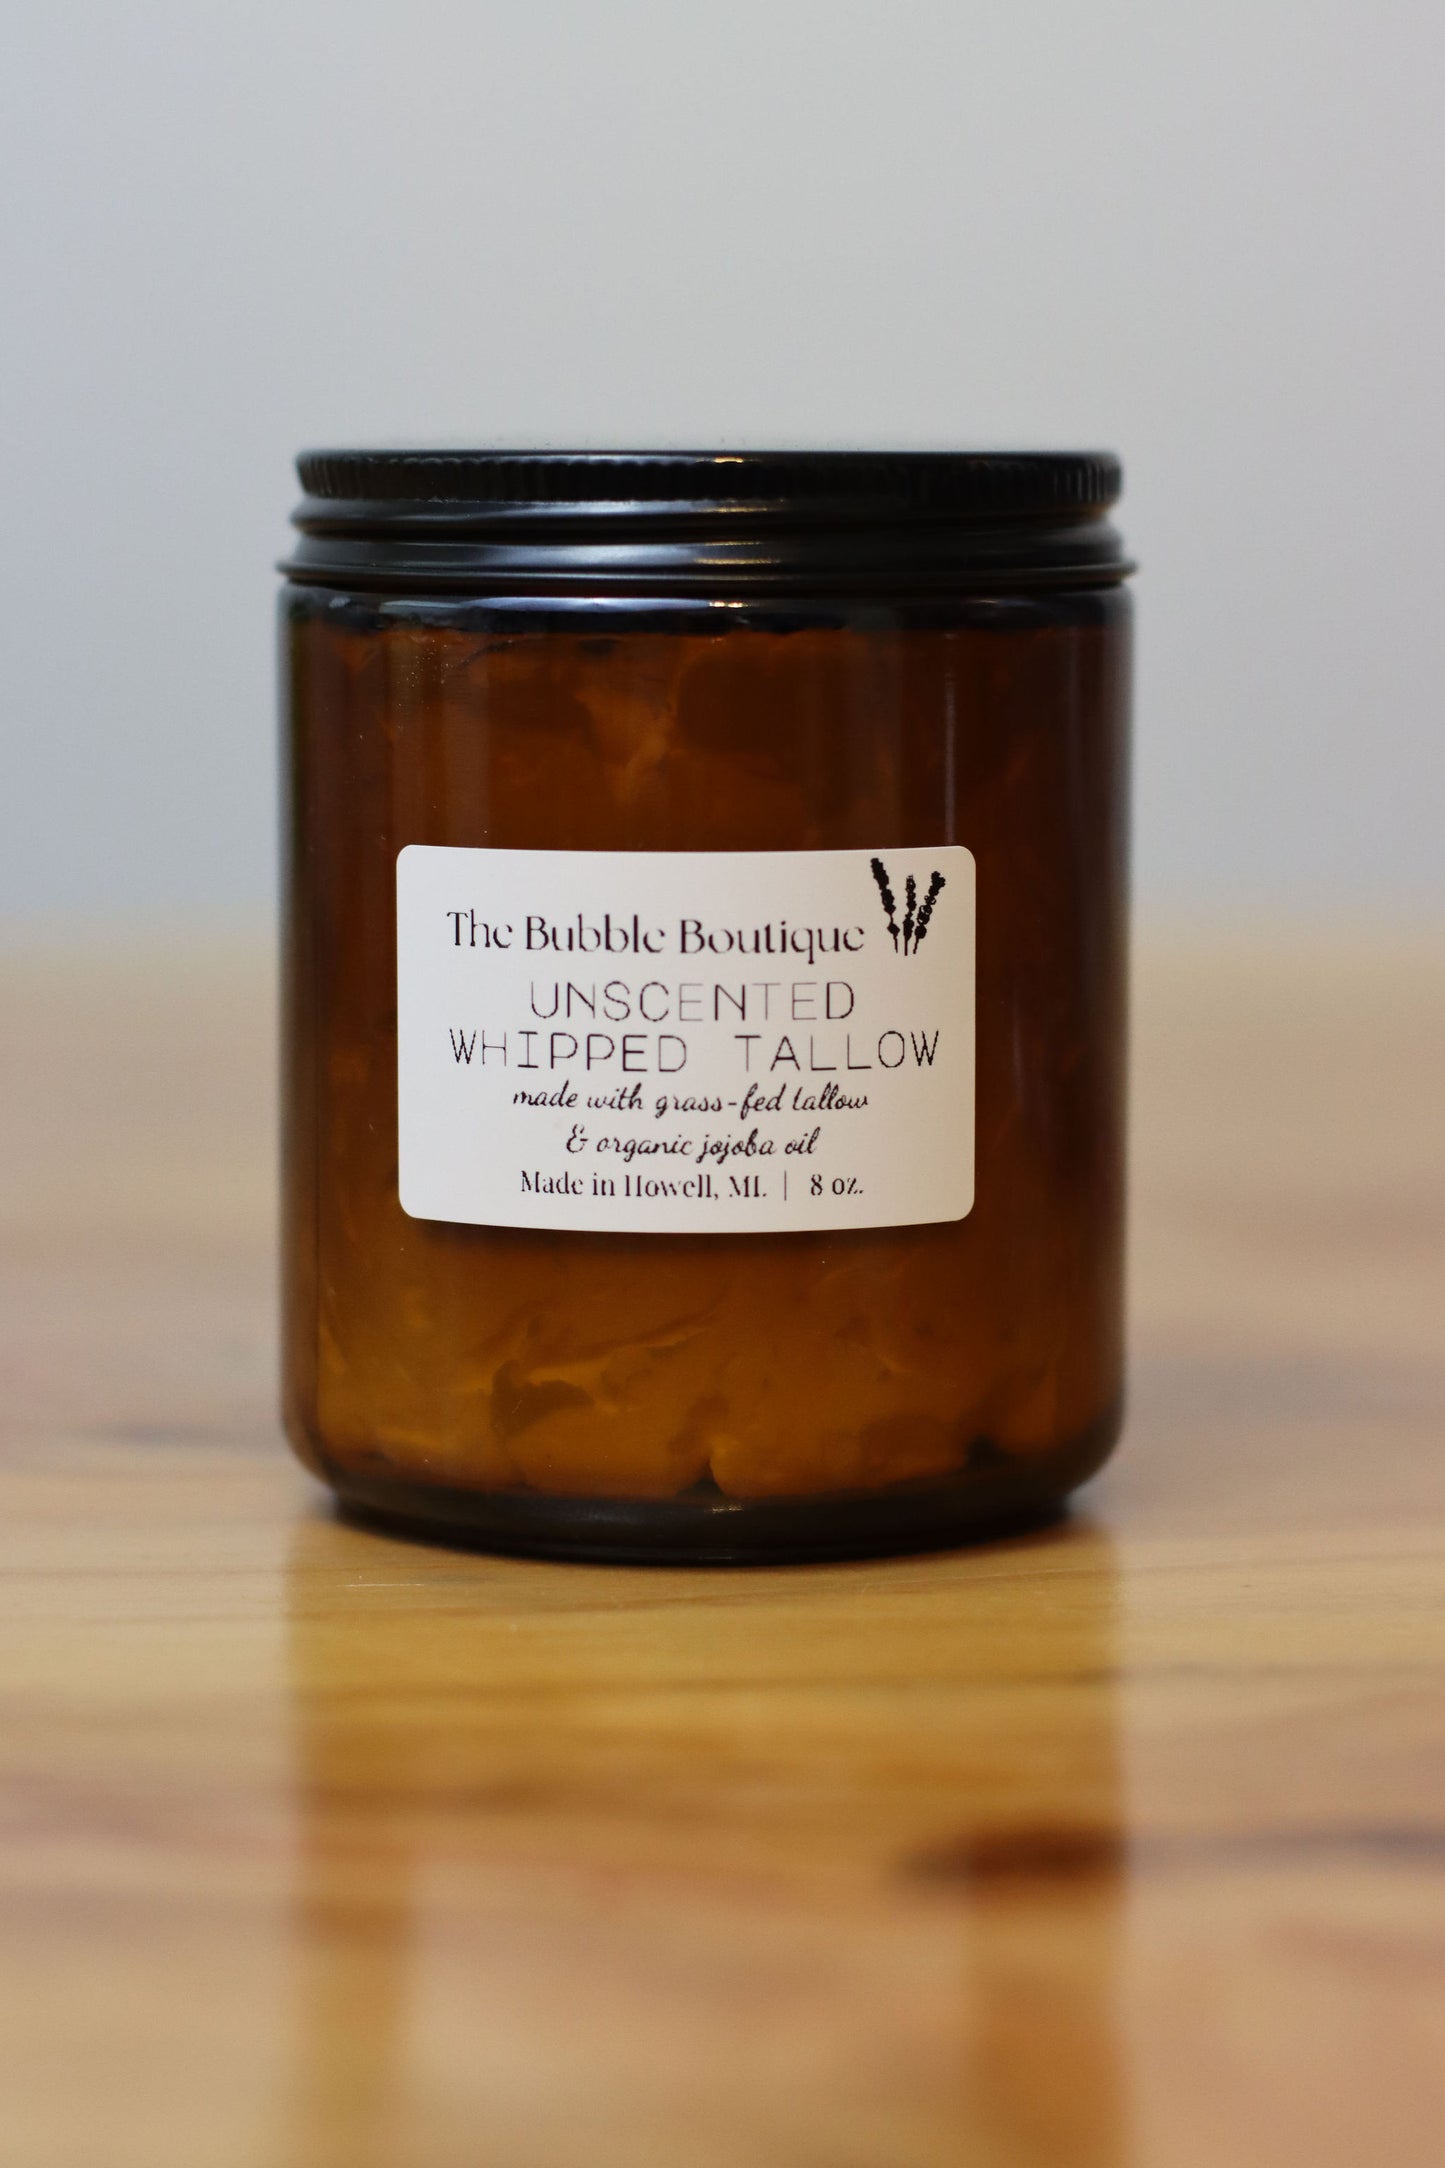 The Bubble Boutique
UNSCENTED
WHIPPED TALLOW
made with grass-fed tallow
& organic jojoba oil
Made in Howell, MI. | 8 oz.